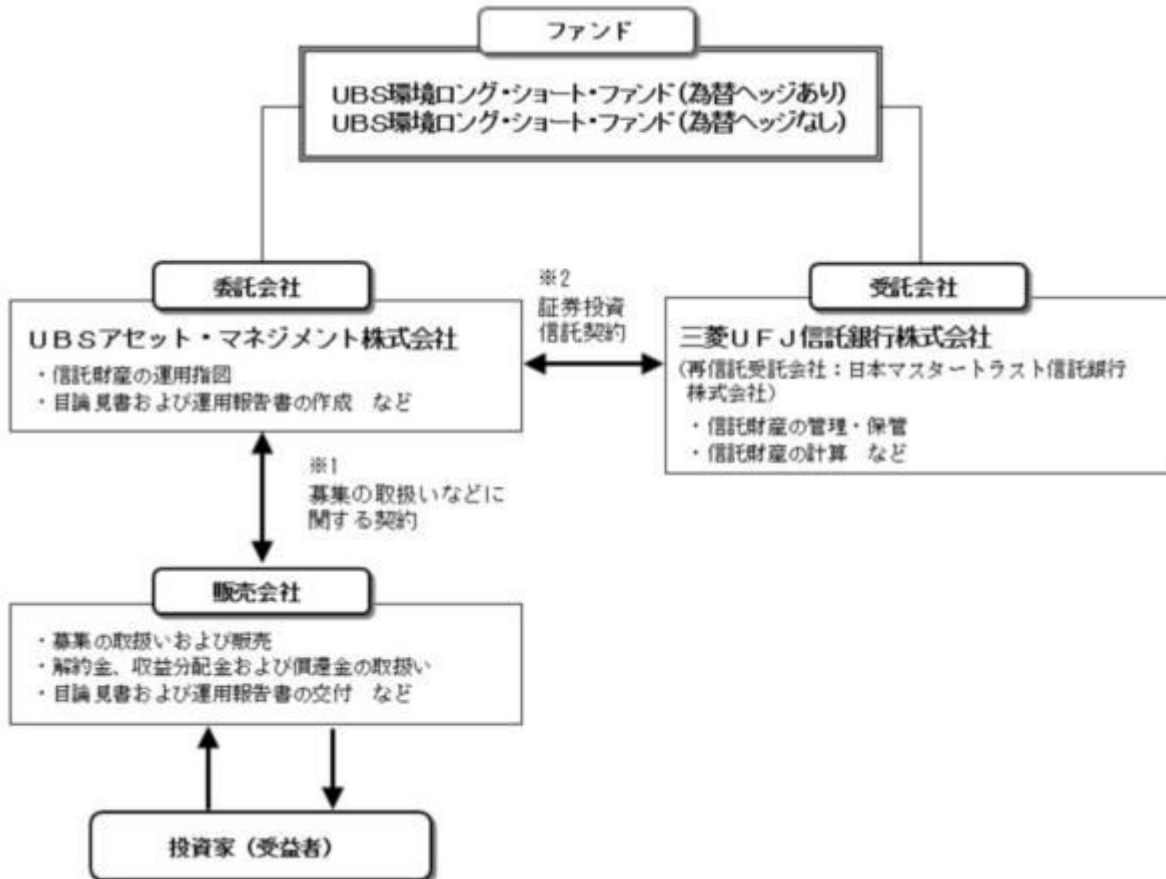 ファンド
UBS環境ロング・ショート・ファンド(為替ヘッジあり)
UBS環境ロング・ショート・ファンド(為替ヘッジなし)
委託会社
UBSアセット・マネジメント株式会社
・信託財産の運用指図
・目論見書および運用報告書の作成 など
※2
証券投資
信託契約
受託会社
三菱UFJ信託銀行株式会社
(再信託受託会社:日本マスタートラスト信託銀行
株式会社)
・信託財産の管理・保管
・信託財産の計算 など
※1
募集の取扱いなどに
関する契約
販売会社
・募集の取扱いおよび販売
・解約金、収益分配金および償還金の取扱い
・目論見書および運用報告書の交付 など
投資家(受益者)